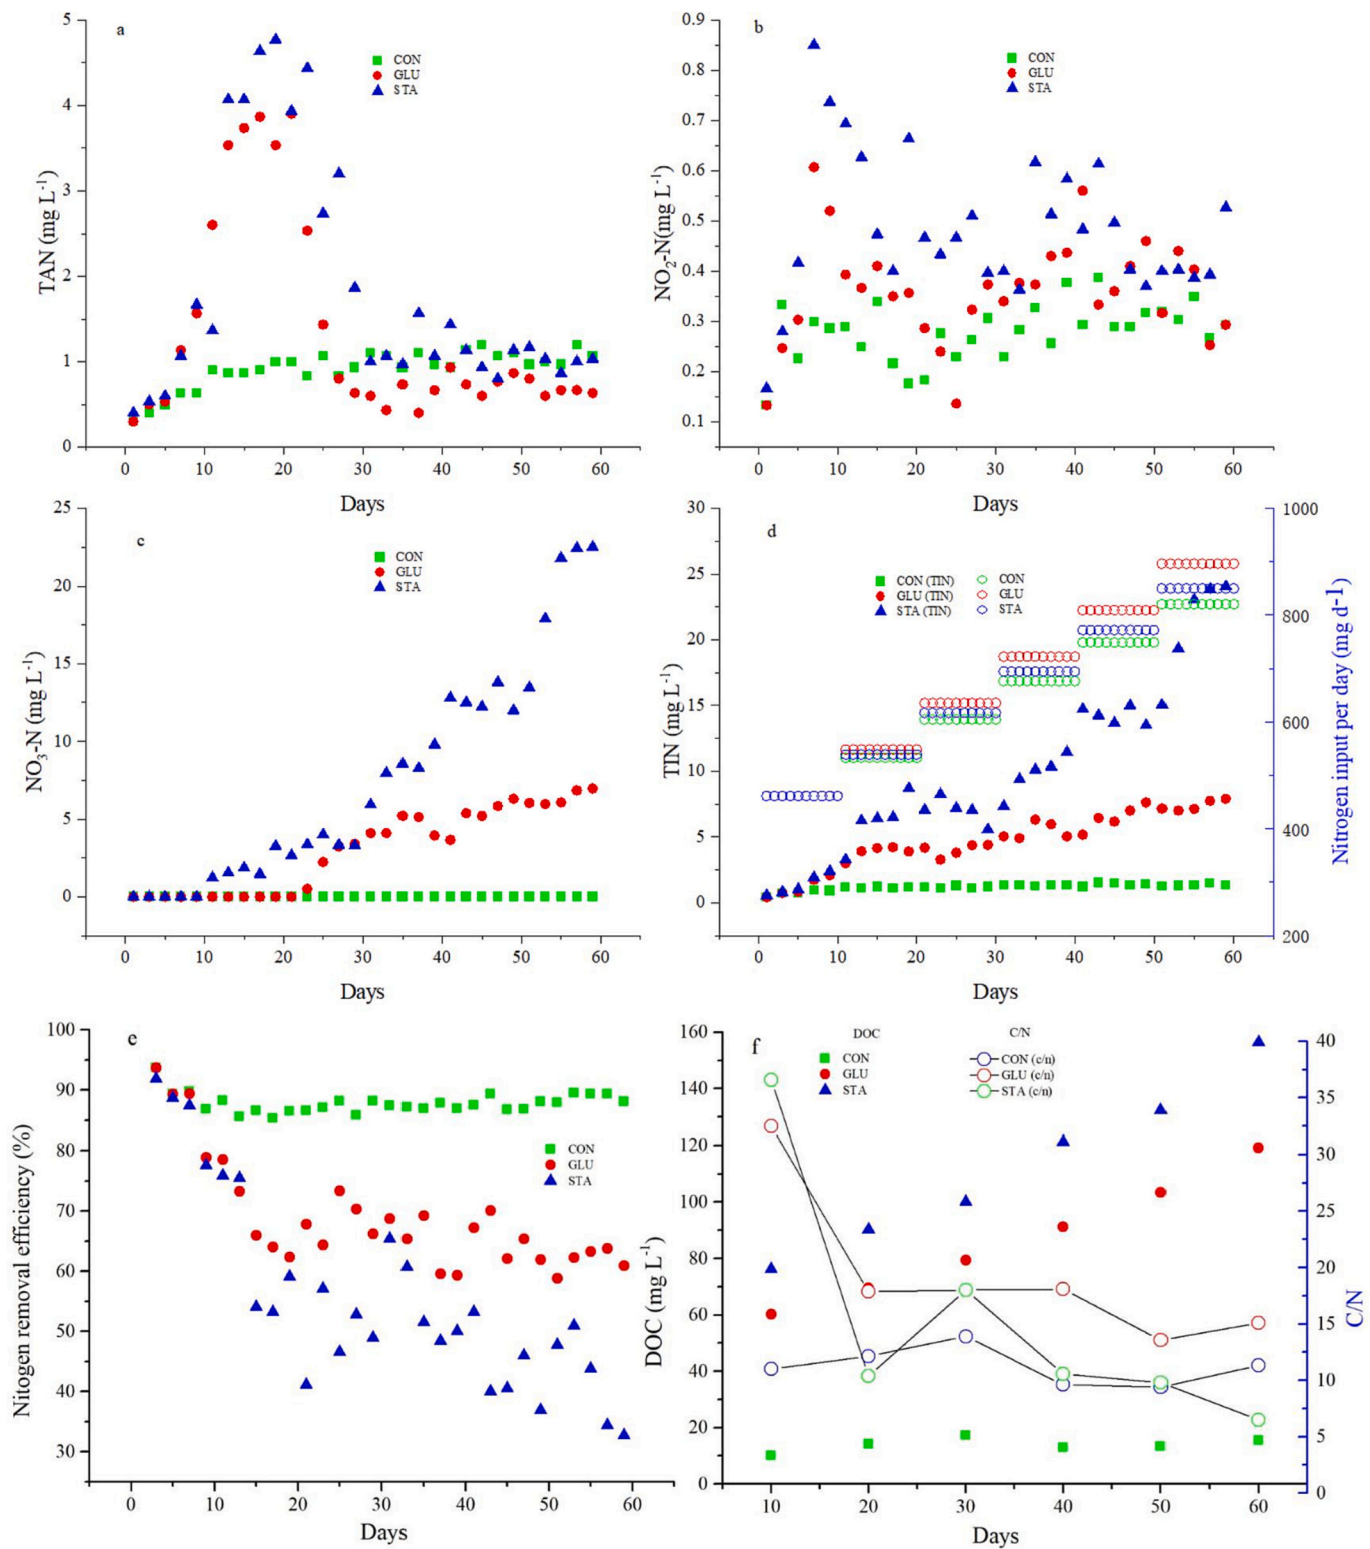 a
5
4
3
2
1
0
TAN (mg L-1)
CON
GLU
STA
0 10 20 30 40 50 60
Days
b
0.9
0.8
0.7
0.6
0.5
0.4
0.3
0.2
0.1
NO2-N(mg L-1)
CON
GLU
STA
0 10 20 30 40 50 60
Days
c
25
20
15
10
5
0
NO3-N (mg L-1)
CON
GLU
STA
0 10 20 30 40 50 60
Days
d
30
25
20
15
10
5
0
TIN (mg L-1)
CON (TIN) CON
GLU (TIN) GLU
STA (TIN) STA
1000
800
600
400
200
Nitrogen input per day (mg d-1)
0 10 20 30 40 50 60
Days
e
100
90
80
70
60
50
40
30
Nitogen removal efficiency (%)
CON
GLU
STA
0 10 20 30 40 50 60
Days
f
160
140
120
100
80
60
40
20
0
DOC (mg L-1)
DOC C/N
CON CON (c/n)
GLU GLU (c/n)
STA STA (c/n)
40
35
30
25
20
15
10
5
0
C/N
10 20 30 40 50 60
Days